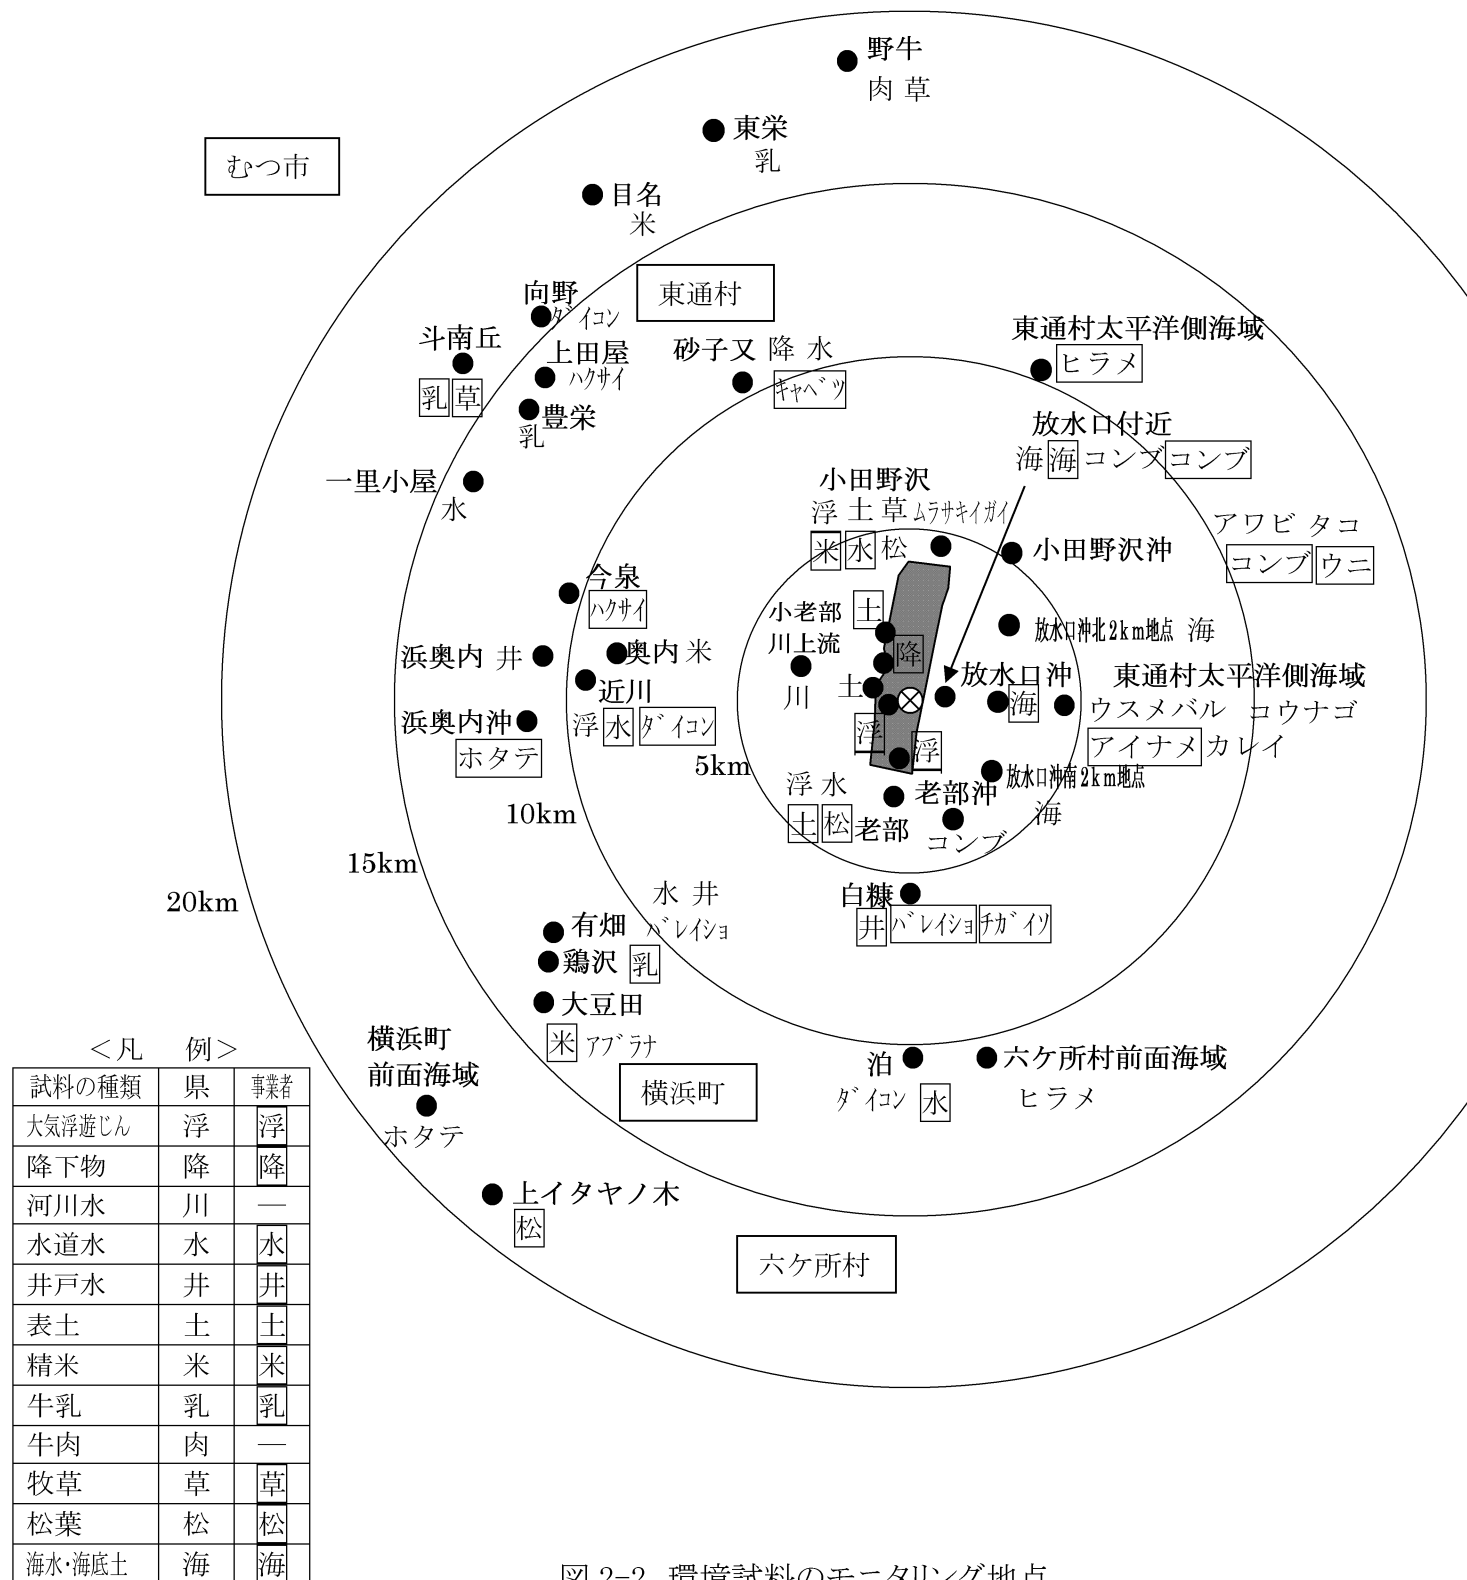 野牛
肉 草
東栄
乳
むつ市
目名
米
東通村
向野
ダイコン
斗南丘
乳 草
上田屋
ハクサイ
豊栄
乳
砂子又 降 水
キャベツ
東通村太平洋側海域
ヒラメ
放水口付近
海 海 コンブ コンブ
一里小屋
水
小田野沢
浮 土 草 ムラサキイガイ
米 水 松
アワビ タコ
小田野沢沖
コンブ ウニ
今泉
ハクサイ
小老部
川上流
川
土
降
土
浮
浮
放水口沖北2km地点 海
浜奥内 井
奥内 米
近川
浮 水 ダイコン
浜奥内沖
ホタテ
放水口沖
海
東通村太平洋側海域
ウスメバル コウナゴ
アイナメ カレイ
放水口沖南2km地点
海
5km
10km
15km
20km
浮 水
土 松 老部
老部沖
コンブ
白糠
井 バレイショ チガイソ
水 井
有畑 バレイショ
鶏沢 乳
大豆田
米 アブラナ
横浜町
前面海域
ホタテ
横浜町
泊
ダイコン 水
六ケ所村前面海域
ヒラメ
上イタヤノ木
松
六ケ所村
<凡 例>
試料の種類 県 事業者
大気浮遊じん 浮 浮
降下物 降 降
河川水 川 ―
水道水 水 水
井戸水 井 井
表土 土 土
精米 米 米
牛乳 乳 乳
牛肉 肉 ―
牧草 草 草
松葉 松 松
海水・海底土 海 海
図 2-2 環境試料のモニタリング地点